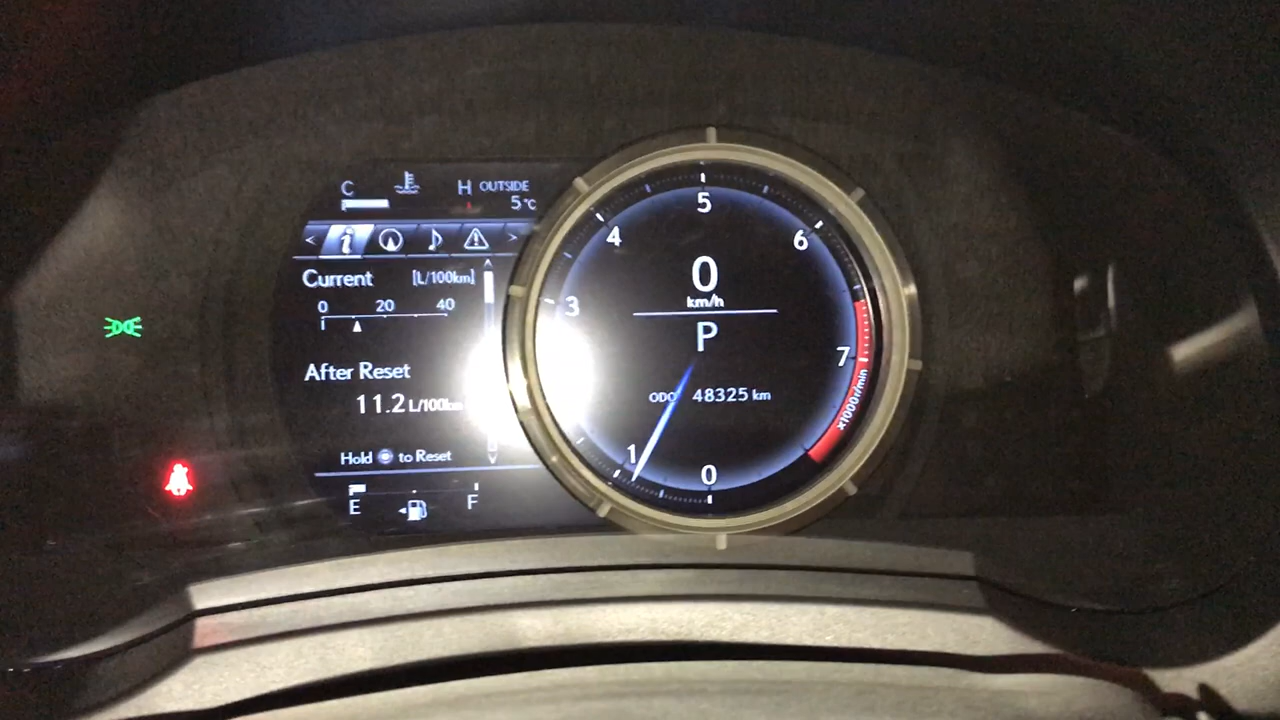 C H OUTSIDE
5°C
< i >
Current [L/100km]
0 20 40
After Reset
11.2 L/100km
Hold to Reset
E F
0
1
3
4
5
6
7
x1000r/min
0
km/h
P
ODO 48325 km